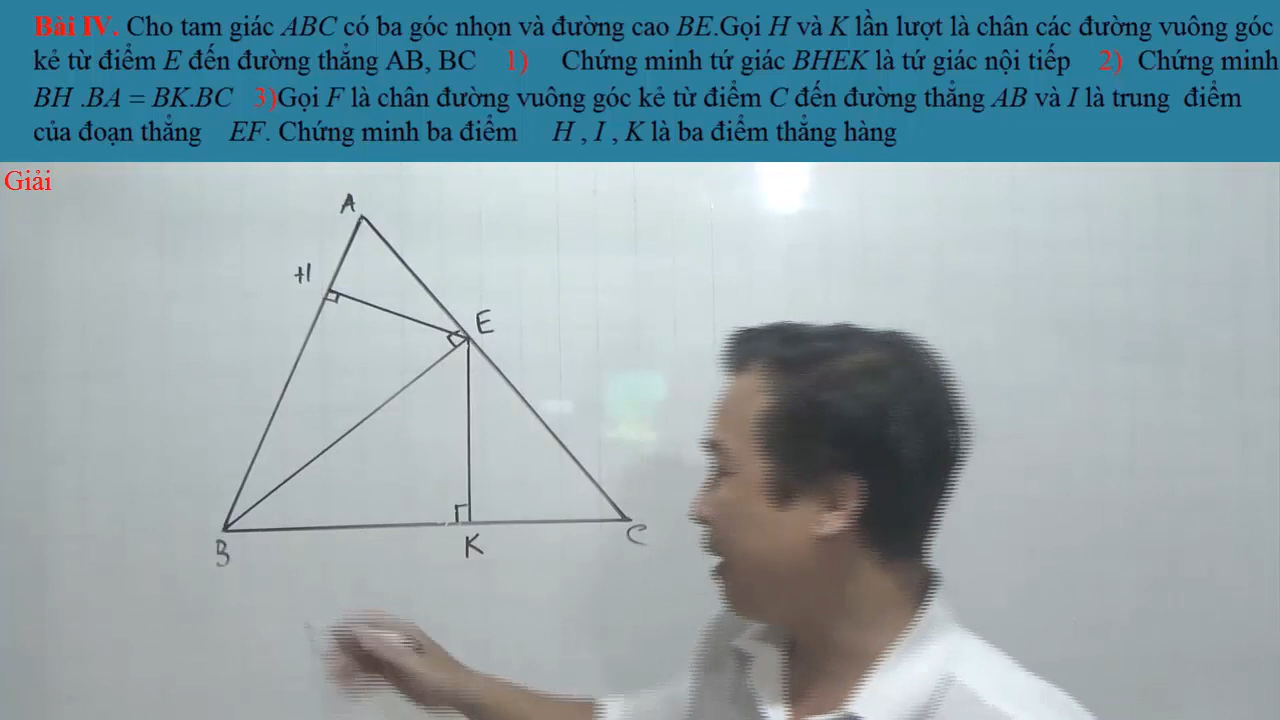 Bài IV. Cho tam giác ABC có ba góc nhọn và đường cao BE.Gọi H và K lần lượt là chân các đường vuông góc
kẻ từ điểm E đến đường thẳng AB, BC 1) Chứng minh tứ giác BHEK là tứ giác nội tiếp 2) Chứng minh
BH .BA = BK.BC 3)Gọi F là chân đường vuông góc kẻ từ điểm C đến đường thẳng AB và I là trung điểm
của đoạn thẳng EF. Chứng minh ba điểm H , I , K là ba điểm thẳng hàng
Giải
A
H
E
B
K
C